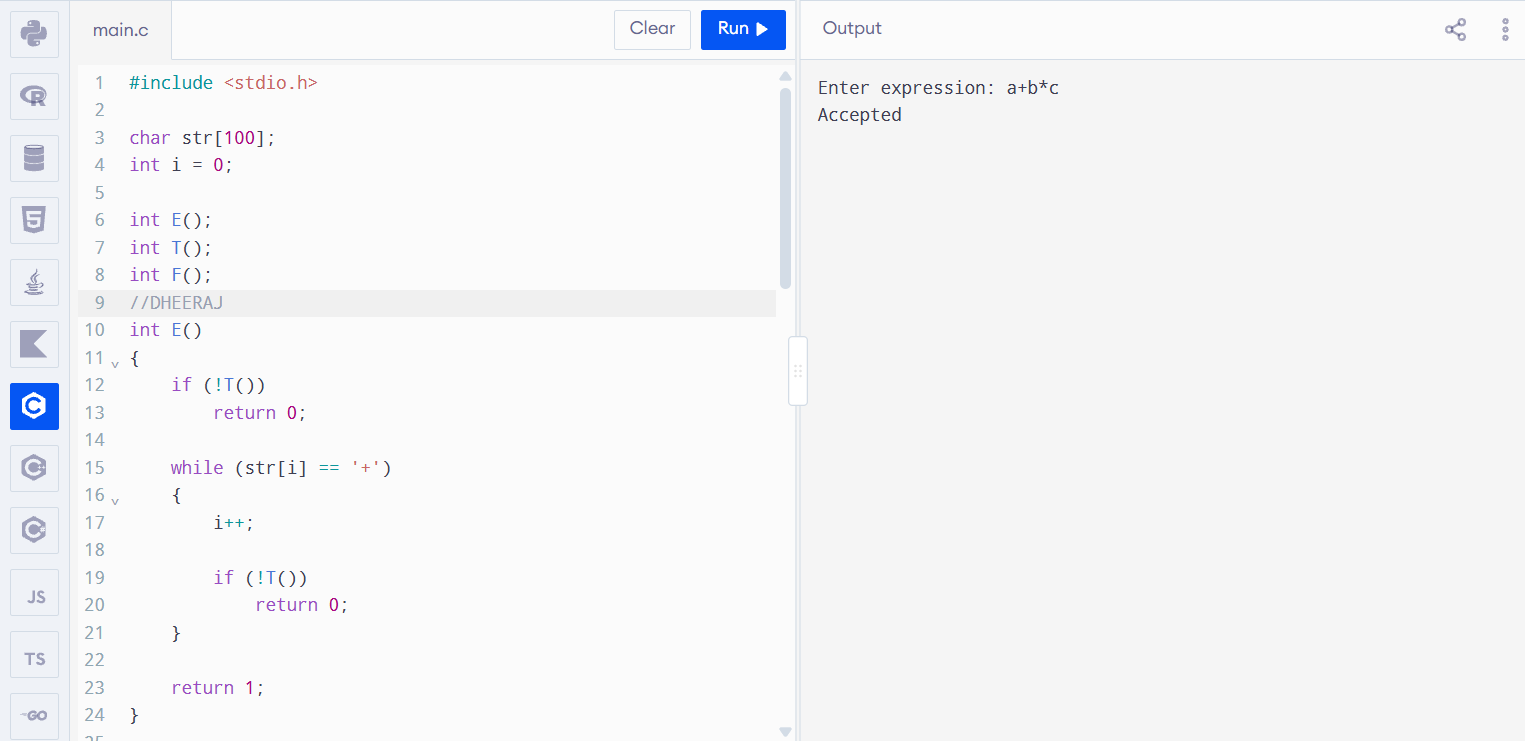 main.c
Clear
Run
Output
1 #include <stdio.h>
2
3 char str[100];
4 int i = 0;
5
6 int E();
7 int T();
8 int F();
9 //DHEERAJ
10 int E()
11 {
12     if (!T())
13         return 0;
14
15     while (str[i] == '+')
16     {
17         i++;
18
19         if (!T())
20             return 0;
21     }
22
23     return 1;
24 }
25
Enter expression: a+b*c
Accepted
R
5
C
C
C
JS
TS
GO